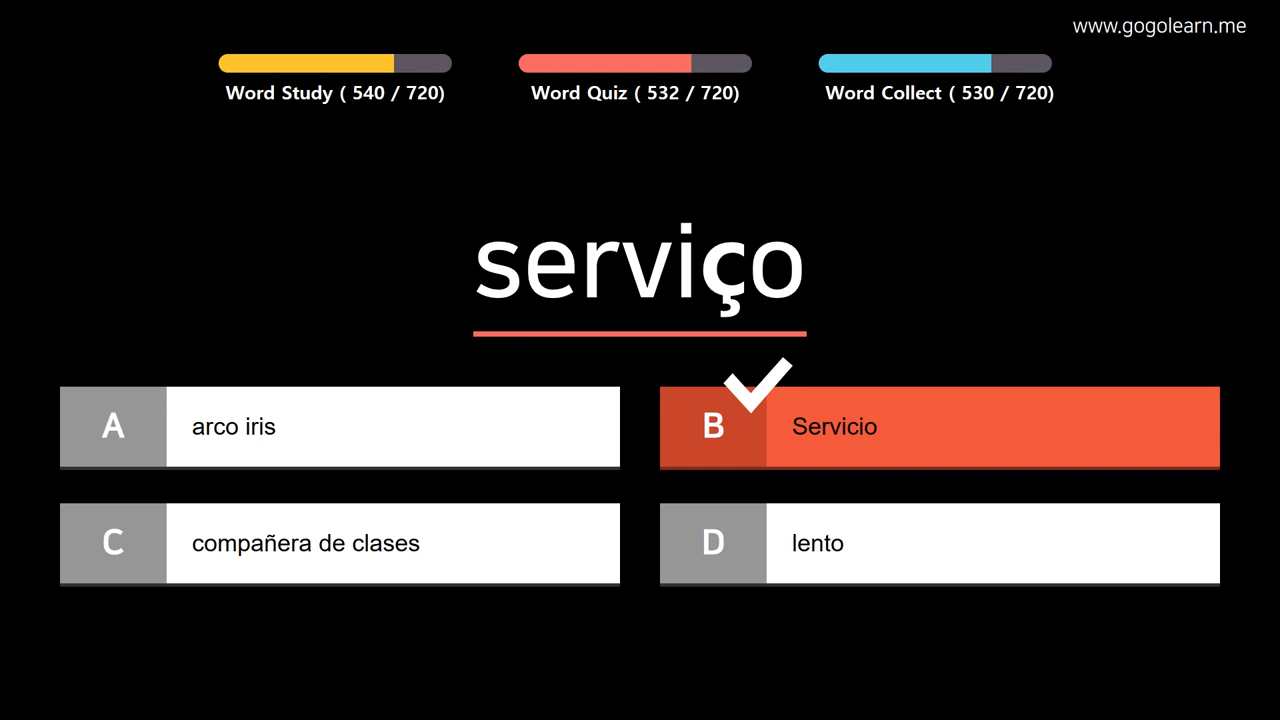 www.gogolearn.me
Word Study ( 540 / 720)
Word Quiz ( 532 / 720)
Word Collect ( 530 / 720)
serviço
A arco iris
B Servicio
C compañera de clases
D lento